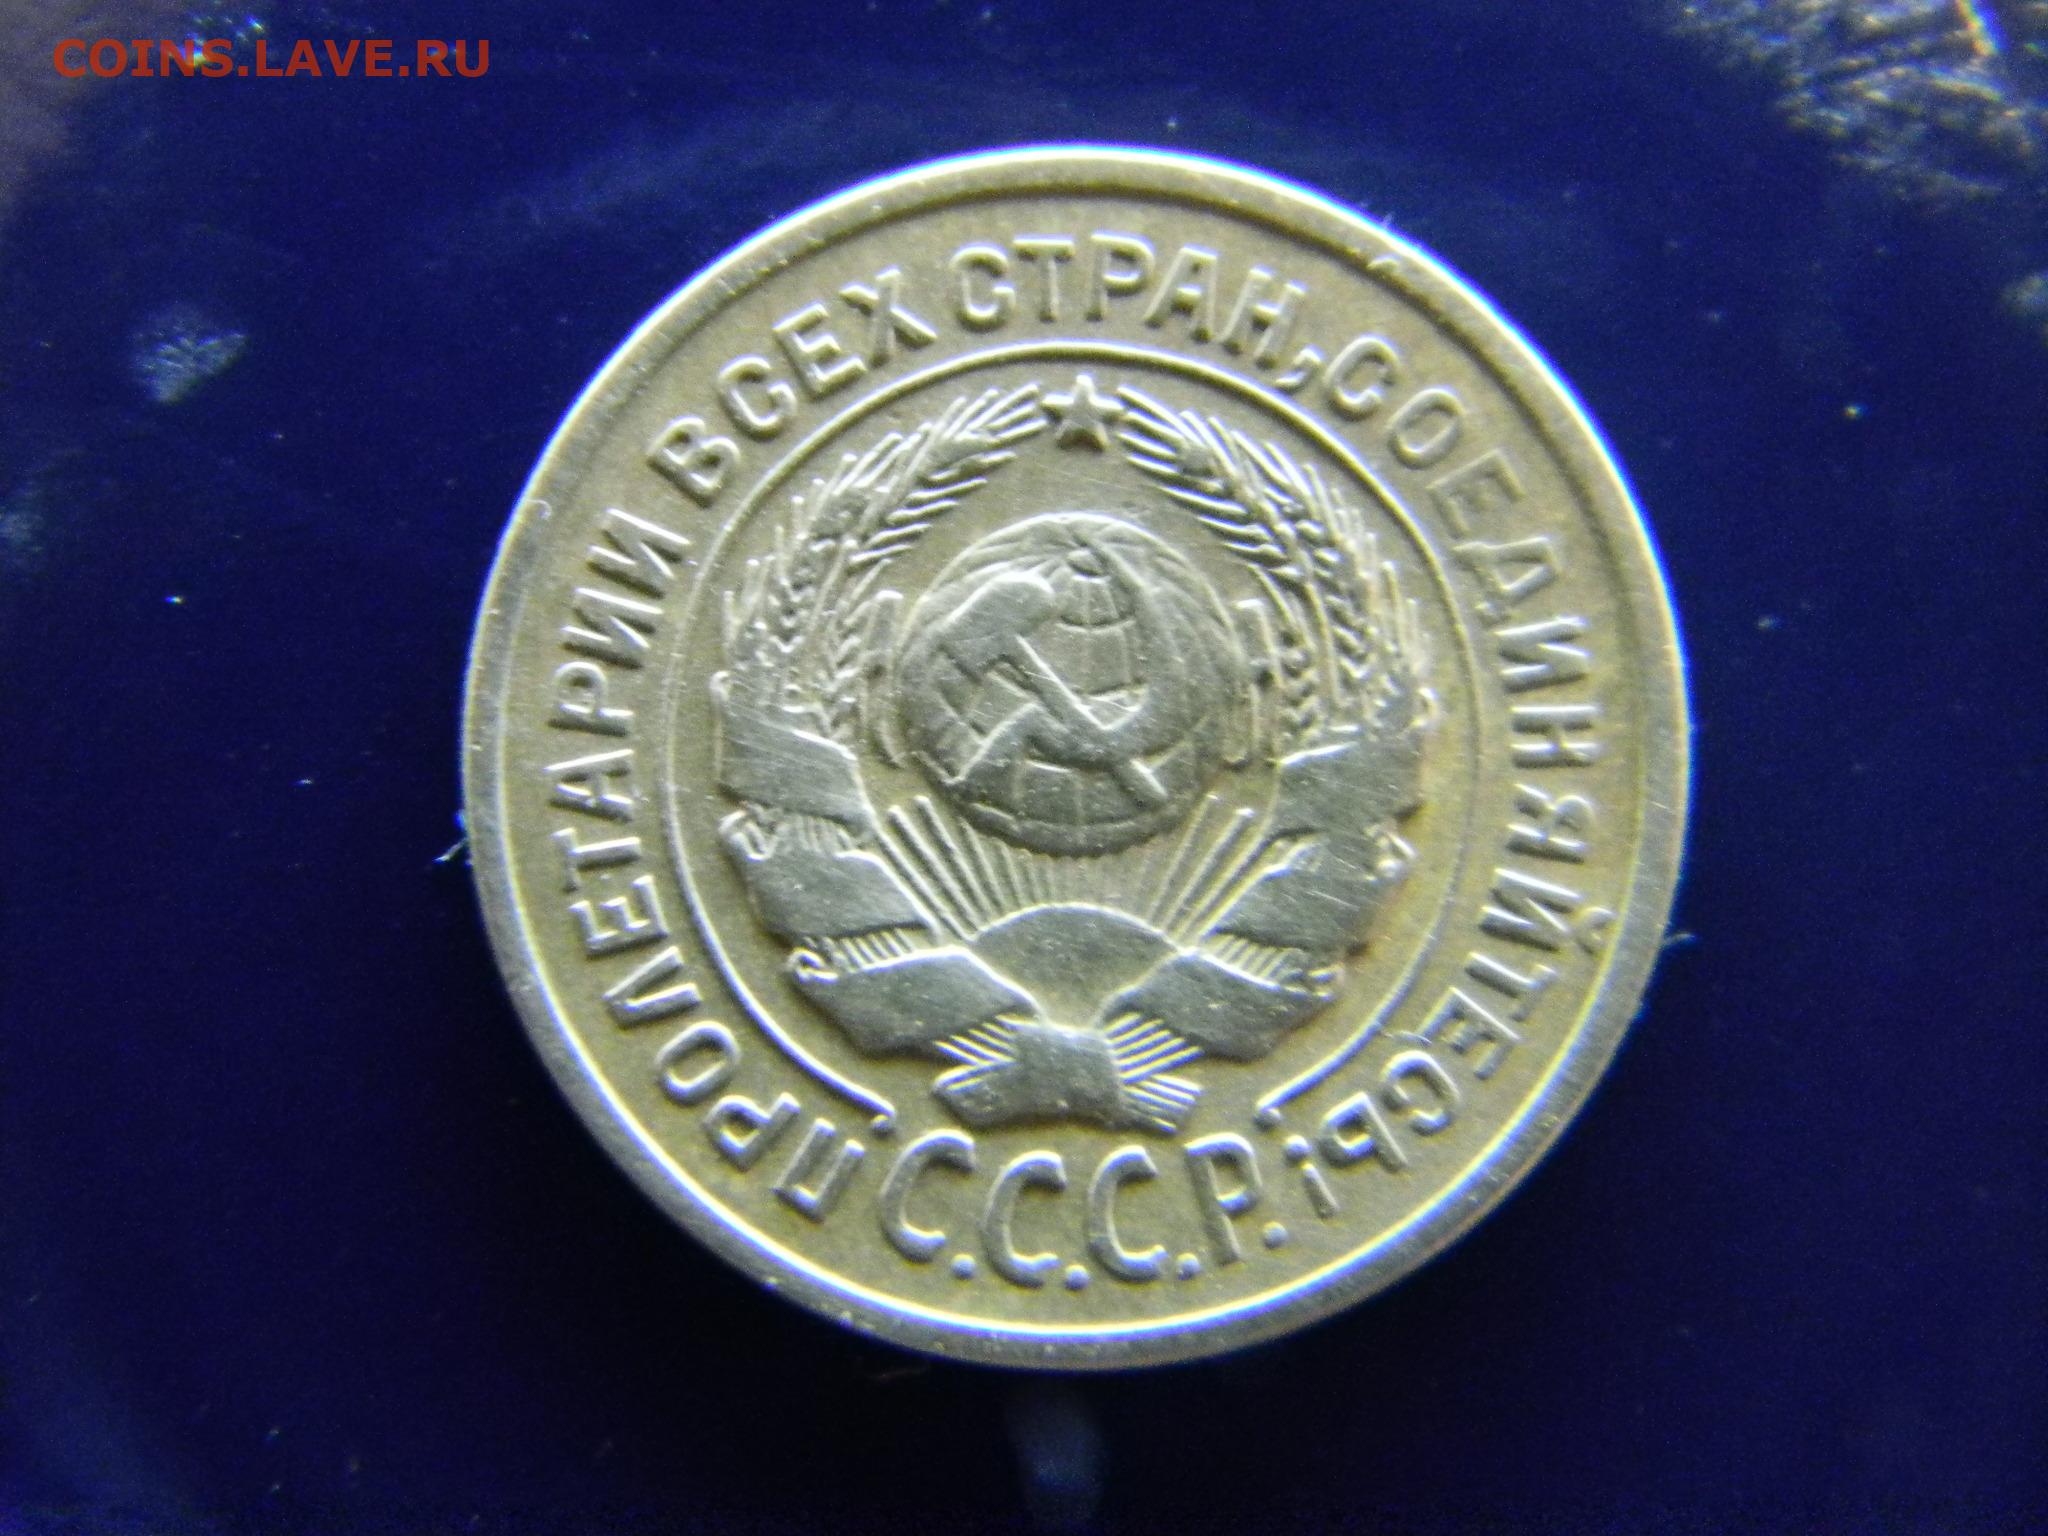 COINS.LAVE.RU
ПРОЛЕТАРИИ ВСЕХ СТРАН, СОЕДИНЯЙТЕСЬ!
С.С.С.Р.